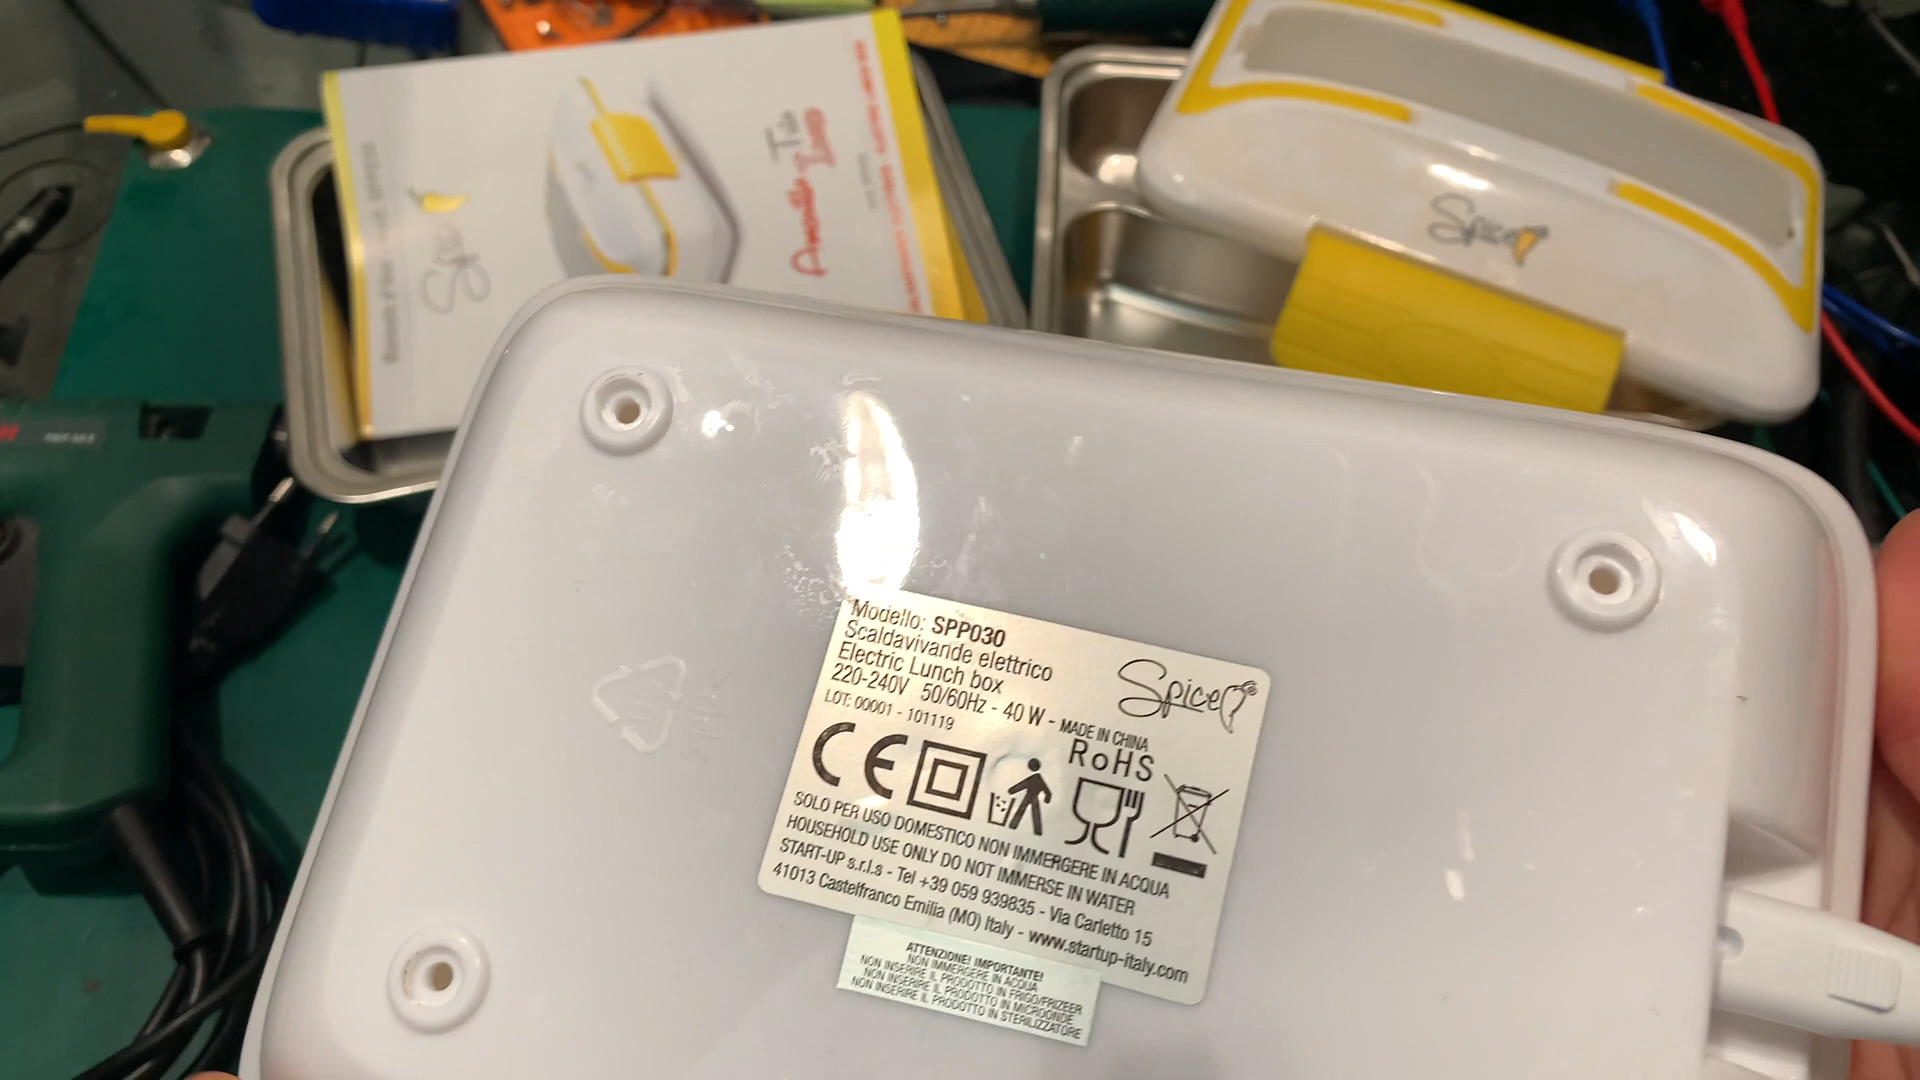 Spice
Amarillo
Spice
Modello: SPP030
Scaldavivande elettrico
Electric Lunch box
220-240V 50/60Hz - 40 W - MADE IN CHINA
LOT: 00001 - 101119
Spice
CE
RoHS
SOLO PER USO DOMESTICO NON IMMERGERE IN ACQUA
HOUSEHOLD USE ONLY DO NOT IMMERSE IN WATER
START-UP s.r.l.s - Tel +39 059 939835 - Via Carletto 15
41013 Castelfranco Emilia (MO) Italy - www.startup-italy.com
ATTENZIONE! IMPORTANTE!
NON IMMERGERE IN ACQUA
NON INSERIRE IL PRODOTTO IN FRIGO/FRIZEER
NON INSERIRE IL PRODOTTO IN MICROONDE
NON INSERIRE IL PRODOTTO IN STERILIZZATORE